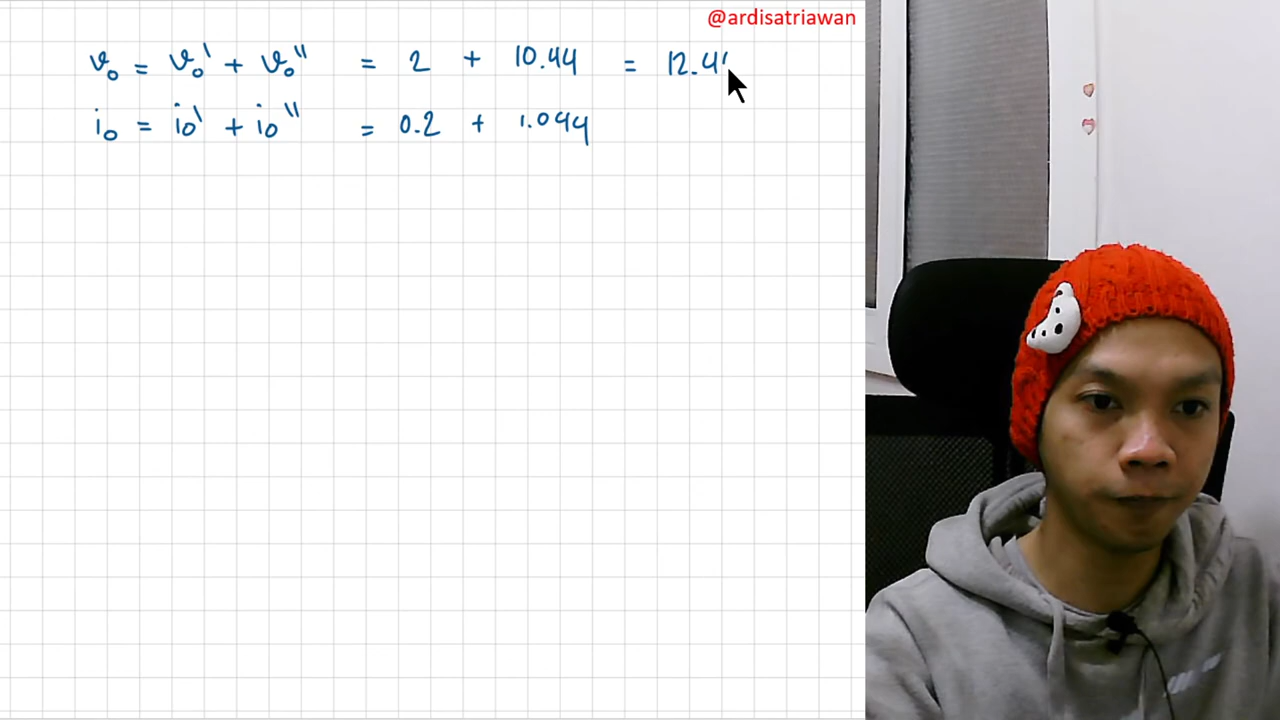 @ardisatriawan
v₀ = v₀' + v₀'' = 2 + 10.44 = 12.4
i₀ = i₀' + i₀'' = 0.2 + 1.044